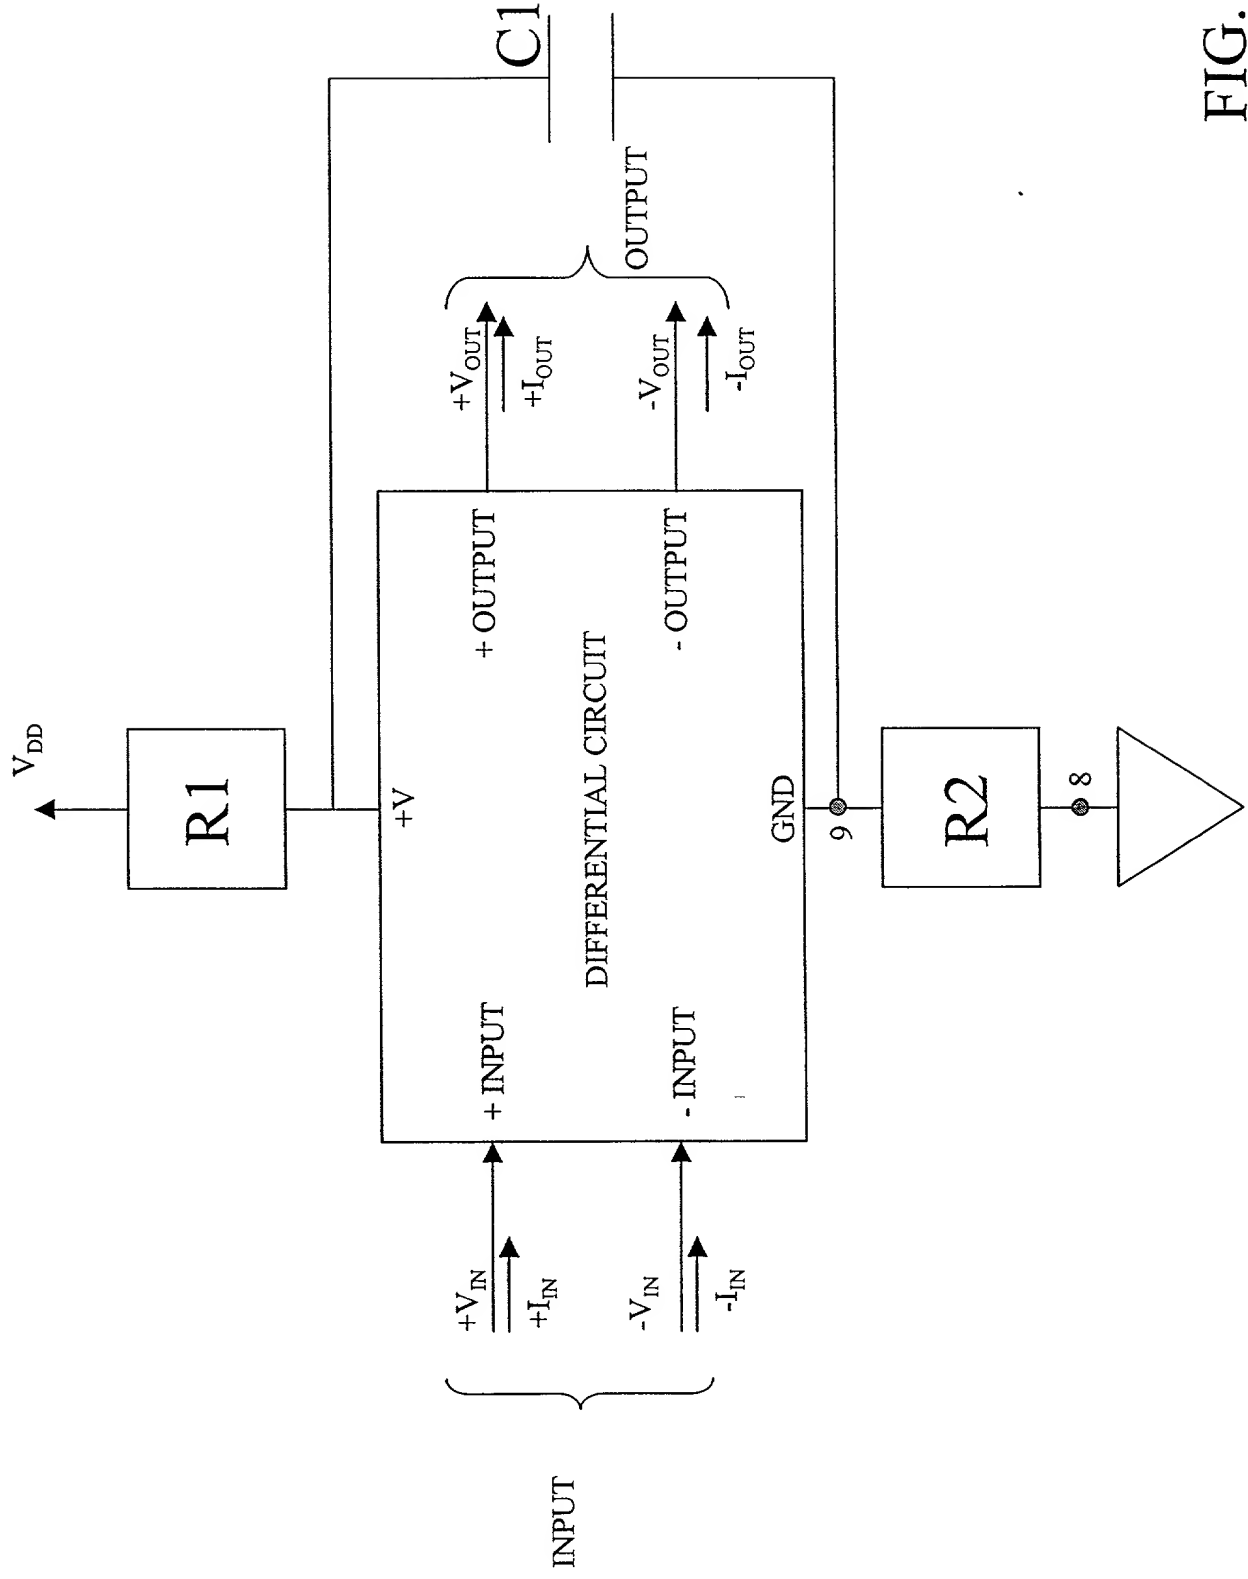 V_DD
R1
+V
C1
INPUT
+V_IN
+I_IN
-V_IN
-I_IN
+ INPUT
- INPUT
DIFFERENTIAL CIRCUIT
+ OUTPUT
- OUTPUT
+V_OUT
+I_OUT
-V_OUT
-I_OUT
OUTPUT
GND
9
R2
8
FIG.